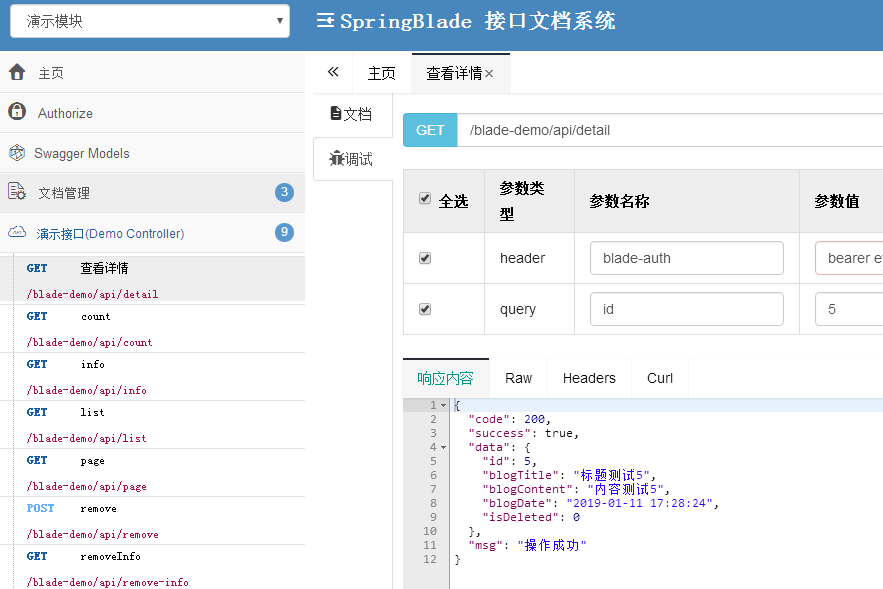 演示模块
SpringBlade 接口文档系统
主页
Authorize
Swagger Models
文档管理 3
演示接口(Demo Controller) 9
GET 查看详情
/blade-demo/api/detail
GET count
/blade-demo/api/count
GET info
/blade-demo/api/info
GET list
/blade-demo/api/list
GET page
/blade-demo/api/page
POST remove
/blade-demo/api/remove
GET removeInfo
/blade-demo/api/remove-info
主页 查看详情×
文档
调试
GET /blade-demo/api/detail
全选 参数类型 参数名称 参数值
header blade-auth bearer e
query id 5
响应内容 Raw Headers Curl
1 {
2 "code": 200,
3 "success": true,
4 "data": {
5 "id": 5,
6 "blogTitle": "标题测试5",
7 "blogContent": "内容测试5",
8 "blogDate": "2019-01-11 17:28:24",
9 "isDeleted": 0
10 },
11 "msg": "操作成功"
12 }